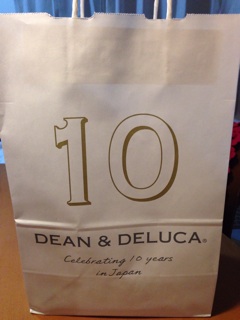 10
DEAN & DELUCA®
Celebrating 10 years
in Japan